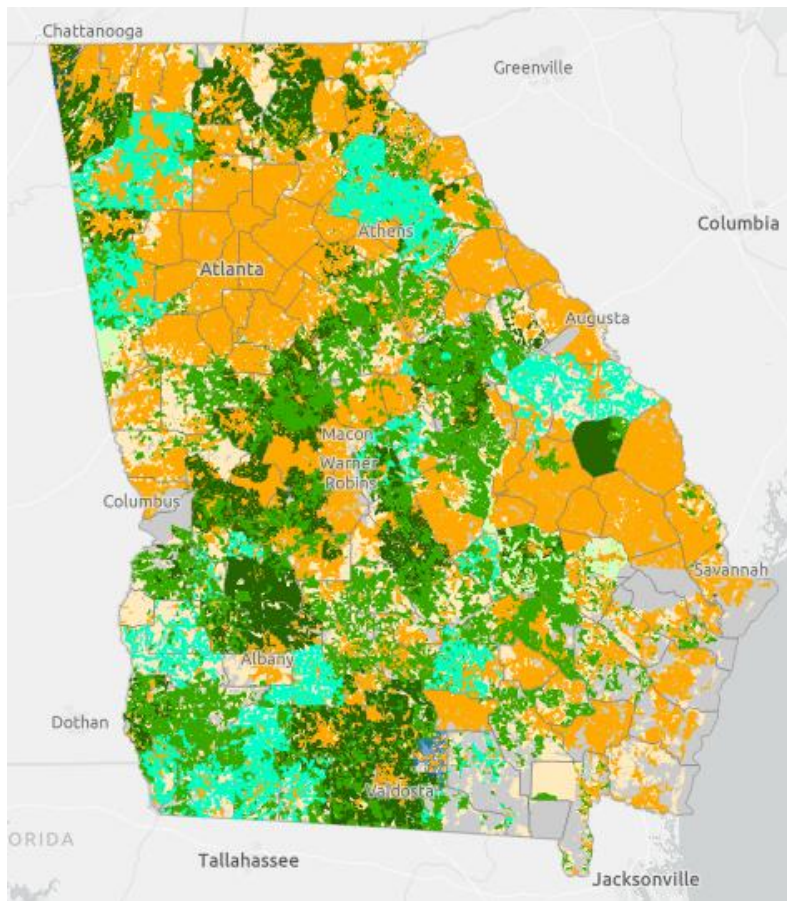 Chattanooga
Greenville
Columbia
Athens
Atlanta
Augusta
Macon
Warner
Robins
Columbus
Savannah
Albany
Dothan
Valdosta
ORIDA
Tallahassee
Jacksonville